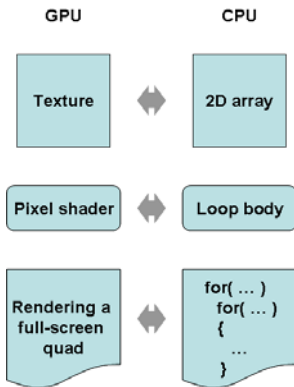 GPU CPU
Texture 2D array
Pixel shader Loop body
Rendering a
full-screen
quad
for( ... )
for( ... )
{
...
}